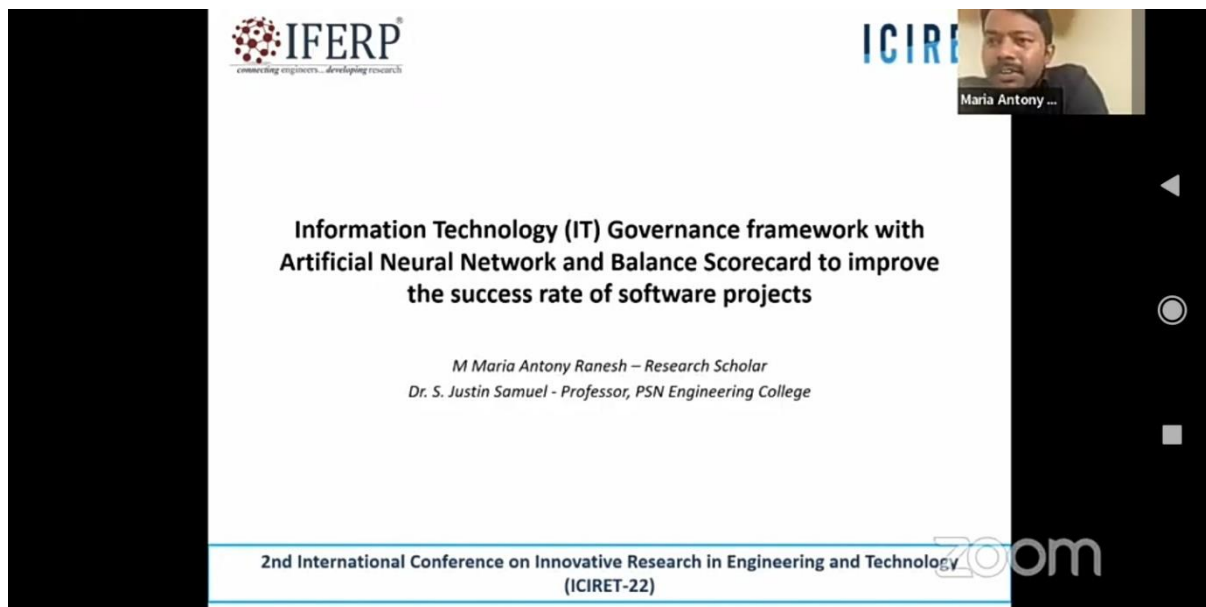 IFERP®
connecting engineers...developing research
ICIRE
Maria Antony ...
Information Technology (IT) Governance framework with
Artificial Neural Network and Balance Scorecard to improve
the success rate of software projects
M Maria Antony Ranesh – Research Scholar
Dr. S. Justin Samuel - Professor, PSN Engineering College
2nd International Conference on Innovative Research in Engineering and Technology
(ICIRET-22)
zoom